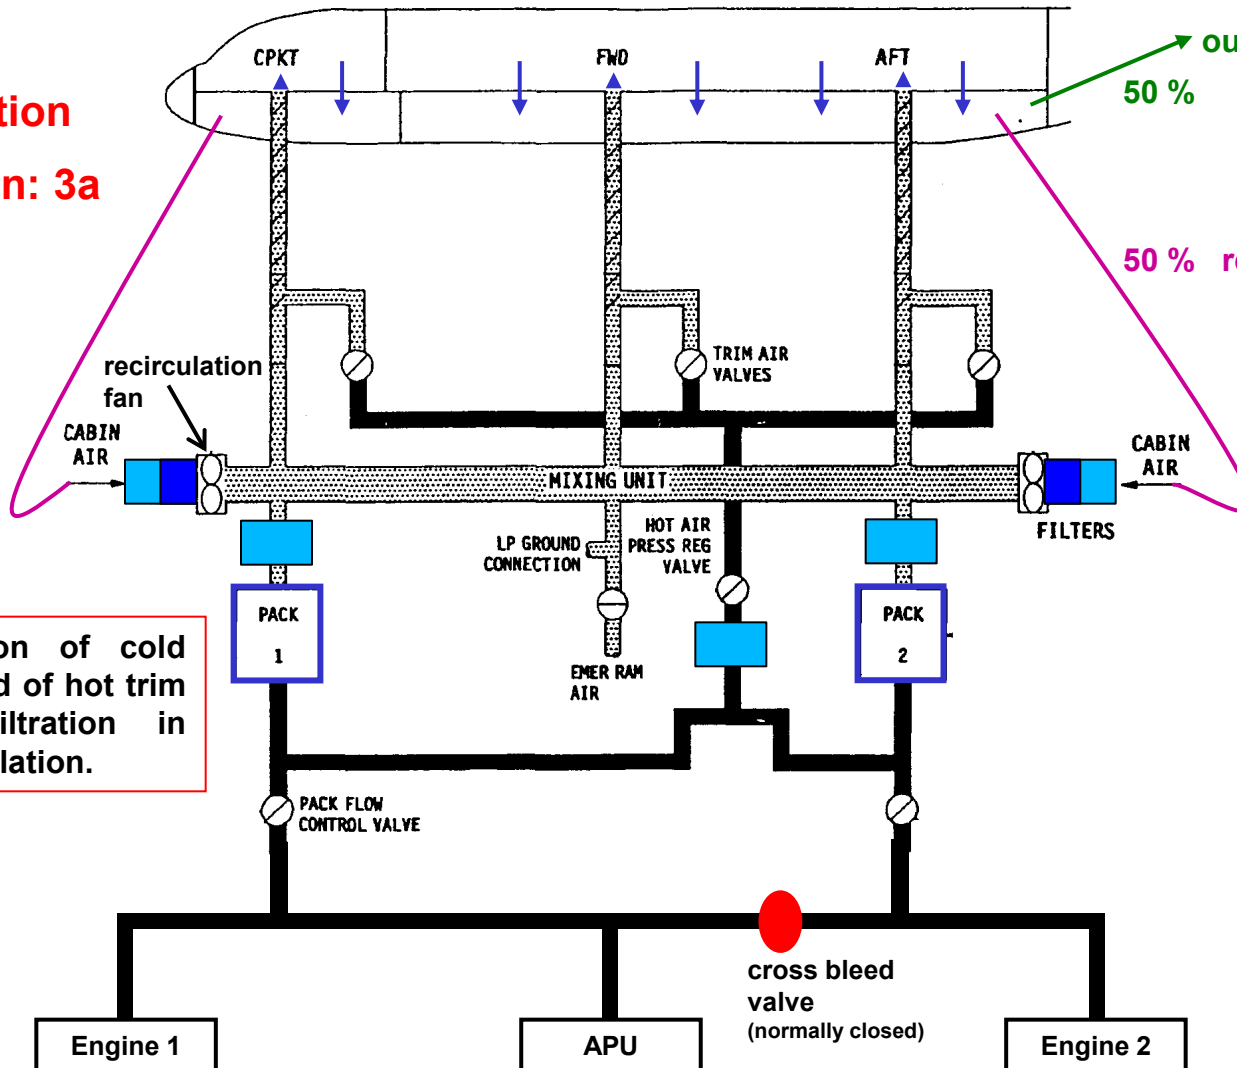 CPKT
FWD
AFT
ou
50 %
tion
n: 3a
50 % re
recirculation
fan
TRIM AIR
VALVES
CABIN
AIR
CABIN
AIR
MIXING UNIT
FILTERS
LP GROUND
CONNECTION
HOT AIR
PRESS REG
VALVE
PACK
1
PACK
2
EMER RAM
AIR
on of cold
d of hot trim
iltration in
lation.
PACK FLOW
CONTROL VALVE
cross bleed
valve
(normally closed)
Engine 1
APU
Engine 2